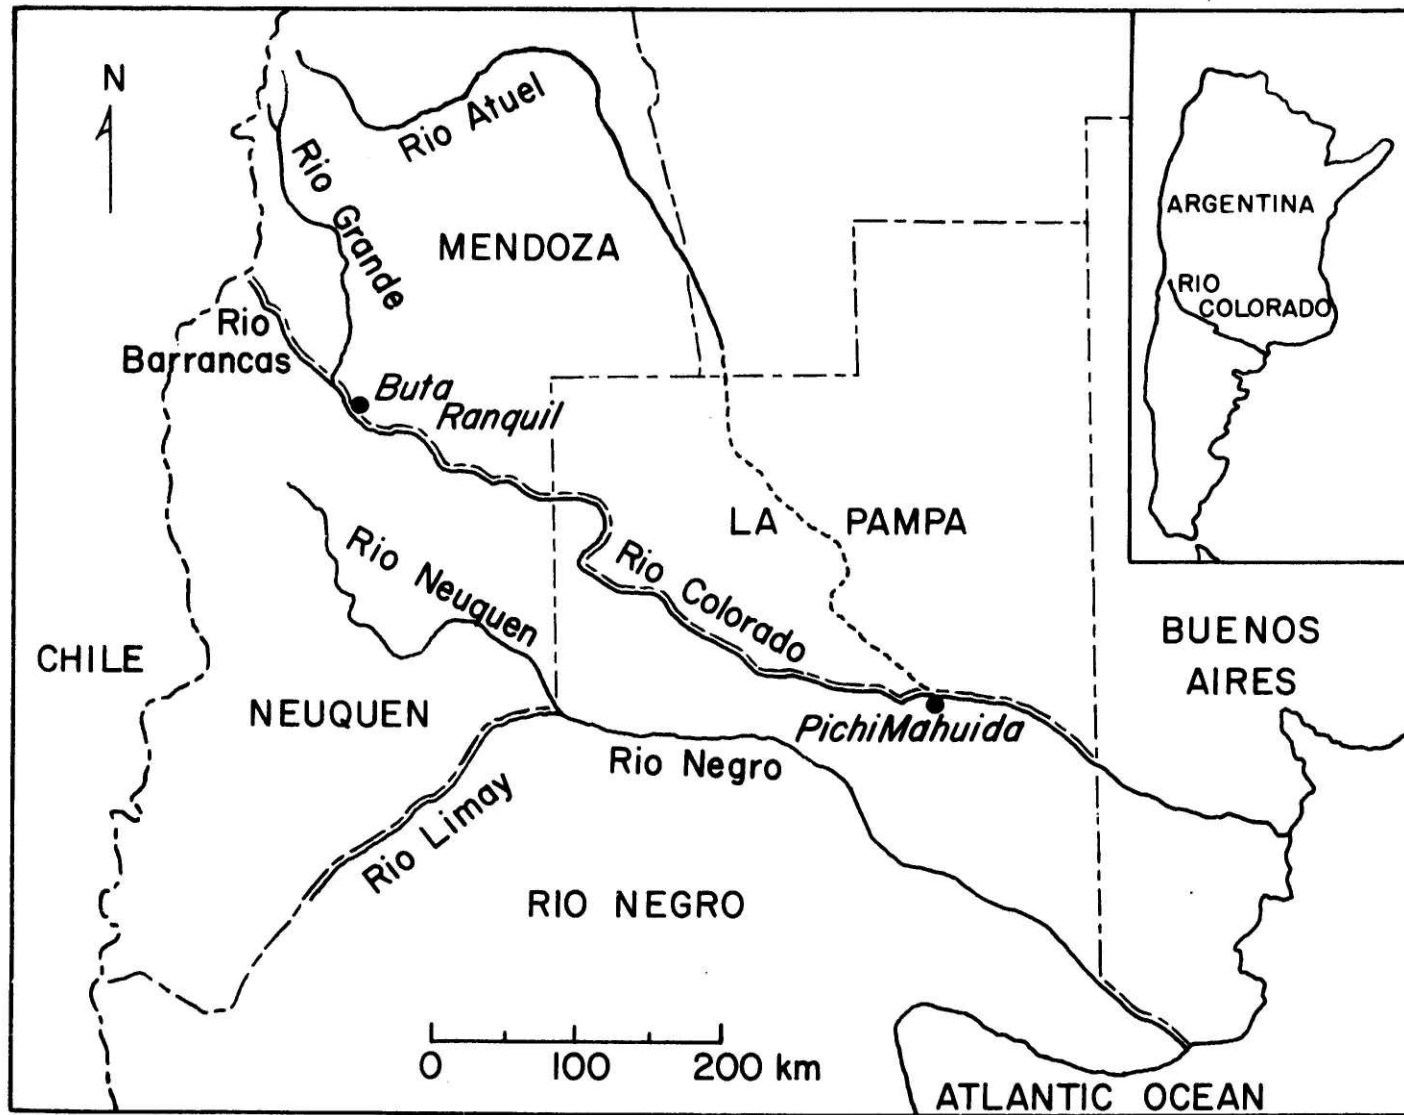 N
Rio Atuel
Rio Grande
MENDOZA
ARGENTINA
RIO
COLORADO
Rio
Barrancas
Buta
Ranquil
LA PAMPA
Rio Neuquen
Rio Colorado
BUENOS
AIRES
CHILE
NEUQUEN
PichiMahuida
Rio Negro
Rio Limay
RIO NEGRO
0 100 200 km
ATLANTIC OCEAN